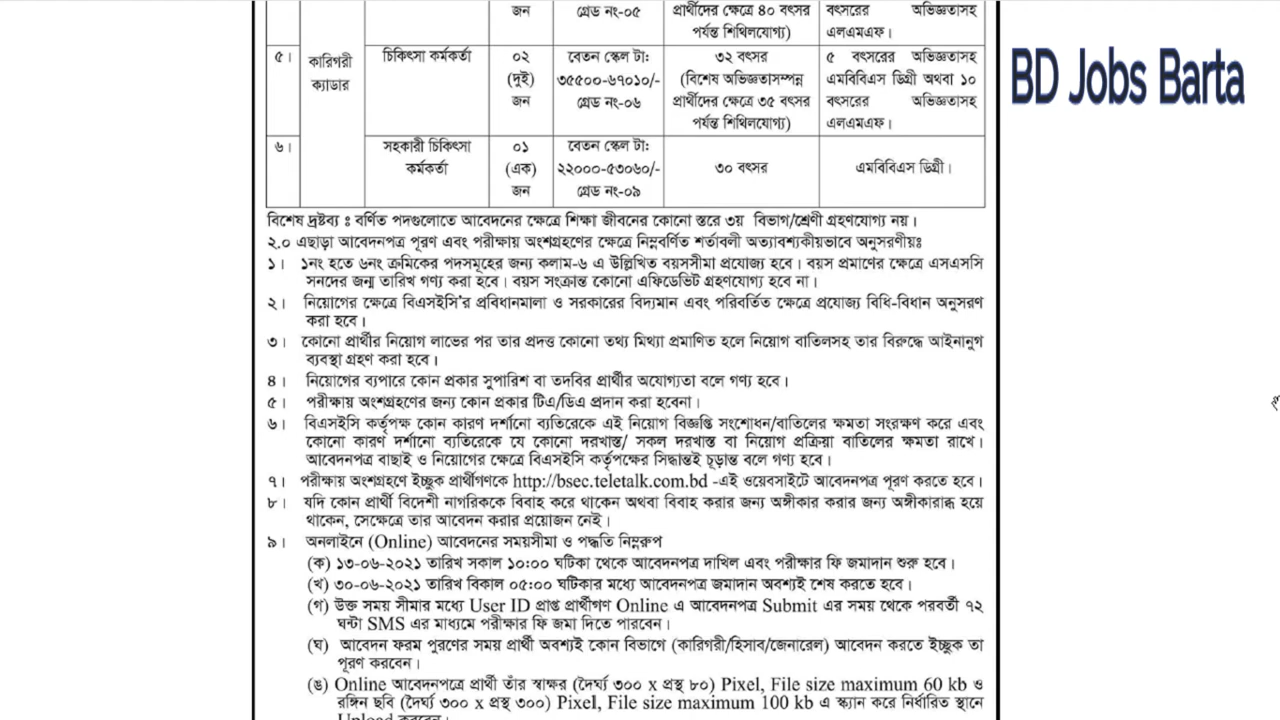 জন গ্রেড নং-০৫ প্রার্থীদের ক্ষেত্রে ৪০ বৎসর বৎসরের অভিজ্ঞতাসহ
পর্যন্ত শিথিলযোগ্য) এলএমএফ।
৫। কারিগরী ক্যাডার চিকিৎসা কর্মকর্তা ০২ বেতন স্কেল টা: ৩২ বৎসর ৫ বৎসরের অভিজ্ঞতাসহ
(দুই) ৩৫৫০০-৬৭০১০/- (বিশেষ অভিজ্ঞতাসম্পন্ন এমবিবিএস ডিগ্রী অথবা ১০
জন গ্রেড নং-০৬ প্রার্থীদের ক্ষেত্রে ৩৫ বৎসর বৎসরের অভিজ্ঞতাসহ
পর্যন্ত শিথিলযোগ্য) এলএমএফ।
৬। সহকারী চিকিৎসা ০১ বেতন স্কেল টা:
কর্মকর্তা (এক) ২২০০০-৫৩০৬০/- ৩০ বৎসর এমবিবিএস ডিগ্রী।
জন গ্রেড নং-০৯
BD Jobs Barta
বিশেষ দ্রষ্টব্য ঃ বর্ণিত পদগুলোতে আবেদনের ক্ষেত্রে শিক্ষা জীবনের কোনো স্তরে ৩য় বিভাগ/শ্রেণী গ্রহণযোগ্য নয়।
২.০ এছাড়া আবেদনপত্র পূরণ এবং পরীক্ষায় অংশগ্রহণের ক্ষেত্রে নিম্নবর্ণিত শর্তাবলী অত্যাবশ্যকীয়ভাবে অনুসরণীয়ঃ
১। ১নং হতে ৬নং ক্রমিকের পদসমূহের জন্য কলাম-৬ এ উল্লিখিত বয়সসীমা প্রযোজ্য হবে। বয়স প্রমাণের ক্ষেত্রে এসএসসি
সনদের জন্ম তারিখ গণ্য করা হবে। বয়স সংক্রান্ত কোনো এফিডেভিট গ্রহণযোগ্য হবে না।
২। নিয়োগের ক্ষেত্রে বিএসইসি'র প্রবিধানমালা ও সরকারের বিদ্যমান এবং পরিবর্তিত ক্ষেত্রে প্রযোজ্য বিধি-বিধান অনুসরণ
করা হবে।
৩। কোনো প্রার্থীর নিয়োগ লাভের পর তার প্রদত্ত কোনো তথ্য মিথ্যা প্রমাণিত হলে নিয়োগ বাতিলসহ তার বিরুদ্ধে আইনানুগ
ব্যবস্থা গ্রহণ করা হবে।
৪। নিয়োগের ব্যপারে কোন প্রকার সুপারিশ বা তদবির প্রার্থীর অযোগ্যতা বলে গণ্য হবে।
৫। পরীক্ষায় অংশগ্রহণের জন্য কোন প্রকার টিএ/ডিএ প্রদান করা হবেনা।
৬। বিএসইসি কর্তৃপক্ষ কোন কারণ দর্শানো ব্যতিরেকে এই নিয়োগ বিজ্ঞপ্তি সংশোধন/বাতিলের ক্ষমতা সংরক্ষণ করে এবং
কোনো কারণ দর্শানো ব্যতিরেকে যে কোনো দরখাস্ত/ সকল দরখাস্ত বা নিয়োগ প্রক্রিয়া বাতিলের ক্ষমতা রাখে।
আবেদনপত্র বাছাই ও নিয়োগের ক্ষেত্রে বিএসইসি কর্তৃপক্ষের সিদ্ধান্তই চূড়ান্ত বলে গণ্য হবে।
৭। পরীক্ষায় অংশগ্রহণে ইচ্ছুক প্রার্থীগণকে http://bsec.teletalk.com.bd -এই ওয়েবসাইটে আবেদনপত্র পূরণ করতে হবে।
৮। যদি কোন প্রার্থী বিদেশী নাগরিককে বিবাহ করে থাকেন অথবা বিবাহ করার জন্য অঙ্গীকার করার জন্য অঙ্গীকারাব্ধ হয়ে
থাকেন, সেক্ষেত্রে তার আবেদন করার প্রয়োজন নেই।
৯। অনলাইনে (Online) আবেদনের সময়সীমা ও পদ্ধতি নিম্নরুপ
(ক) ১৩-০৬-২০২১ তারিখ সকাল ১০:০০ ঘটিকা থেকে আবেদনপত্র দাখিল এবং পরীক্ষার ফি জমাদান শুরু হবে।
(খ) ৩০-০৬-২০২১ তারিখ বিকাল ০৫:০০ ঘটিকার মধ্যে আবেদনপত্র জমাদান অবশ্যই শেষ করতে হবে।
(গ) উক্ত সময় সীমার মধ্যে User ID প্রাপ্ত প্রার্থীগণ Online এ আবেদনপত্র Submit এর সময় থেকে পরবর্তী ৭২
ঘন্টা SMS এর মাধ্যমে পরীক্ষার ফি জমা দিতে পারবেন।
(ঘ) আবেদন ফরম পুরণের সময় প্রার্থী অবশ্যই কোন বিভাগে (কারিগরী/হিসাব/জেনারেল) আবেদন করতে ইচ্ছুক তা
পূরণ করবেন।
(ঙ) Online আবেদনপত্রে প্রার্থী তাঁর স্বাক্ষর (দৈর্ঘ্য ৩০০ x প্রস্থ ৮০) Pixel, File size maximum 60 kb ও
রঙ্গিন ছবি (দৈর্ঘ্য ৩০০ x প্রস্থ ৩০০) Pixel, File size maximum 100 kb এ স্ক্যান করে নির্ধারিত স্থানে
Upload করবেন।